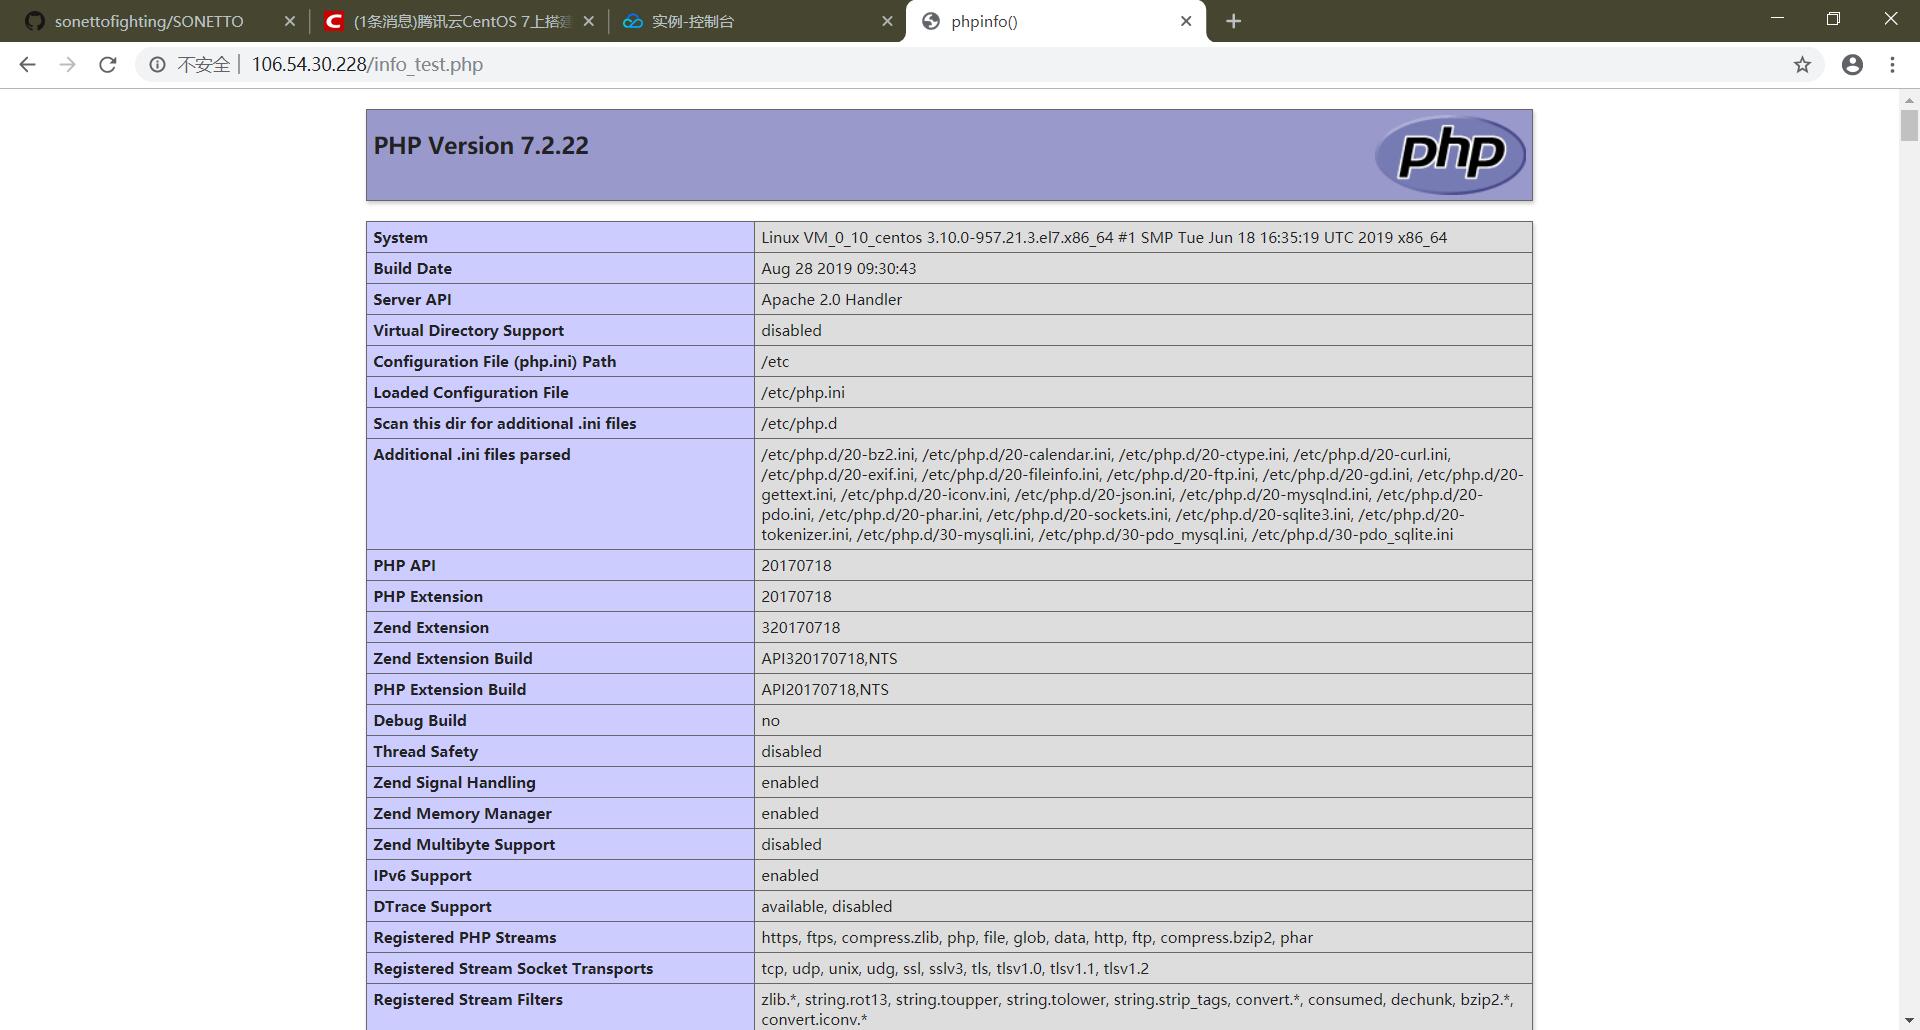 sonettofighting/SONETTO
(1条消息)腾讯云CentOS 7上搭建
实例-控制台
phpinfo()
不安全 | 106.54.30.228/info_test.php
PHP Version 7.2.22
php
System Linux VM_0_10_centos 3.10.0-957.21.3.el7.x86_64 #1 SMP Tue Jun 18 16:35:19 UTC 2019 x86_64
Build Date Aug 28 2019 09:30:43
Server API Apache 2.0 Handler
Virtual Directory Support disabled
Configuration File (php.ini) Path /etc
Loaded Configuration File /etc/php.ini
Scan this dir for additional .ini files /etc/php.d
Additional .ini files parsed /etc/php.d/20-bz2.ini, /etc/php.d/20-calendar.ini, /etc/php.d/20-ctype.ini, /etc/php.d/20-curl.ini,
/etc/php.d/20-exif.ini, /etc/php.d/20-fileinfo.ini, /etc/php.d/20-ftp.ini, /etc/php.d/20-gd.ini, /etc/php.d/20-
gettext.ini, /etc/php.d/20-iconv.ini, /etc/php.d/20-json.ini, /etc/php.d/20-mysqlnd.ini, /etc/php.d/20-
pdo.ini, /etc/php.d/20-phar.ini, /etc/php.d/20-sockets.ini, /etc/php.d/20-sqlite3.ini, /etc/php.d/20-
tokenizer.ini, /etc/php.d/30-mysqli.ini, /etc/php.d/30-pdo_mysql.ini, /etc/php.d/30-pdo_sqlite.ini
PHP API 20170718
PHP Extension 20170718
Zend Extension 320170718
Zend Extension Build API320170718,NTS
PHP Extension Build API20170718,NTS
Debug Build no
Thread Safety disabled
Zend Signal Handling enabled
Zend Memory Manager enabled
Zend Multibyte Support disabled
IPv6 Support enabled
DTrace Support available, disabled
Registered PHP Streams https, ftps, compress.zlib, php, file, glob, data, http, ftp, compress.bzip2, phar
Registered Stream Socket Transports tcp, udp, unix, udg, ssl, sslv3, tls, tlsv1.0, tlsv1.1, tlsv1.2
Registered Stream Filters zlib.*, string.rot13, string.toupper, string.tolower, string.strip_tags, convert.*, consumed, dechunk, bzip2.*,
convert.iconv.*